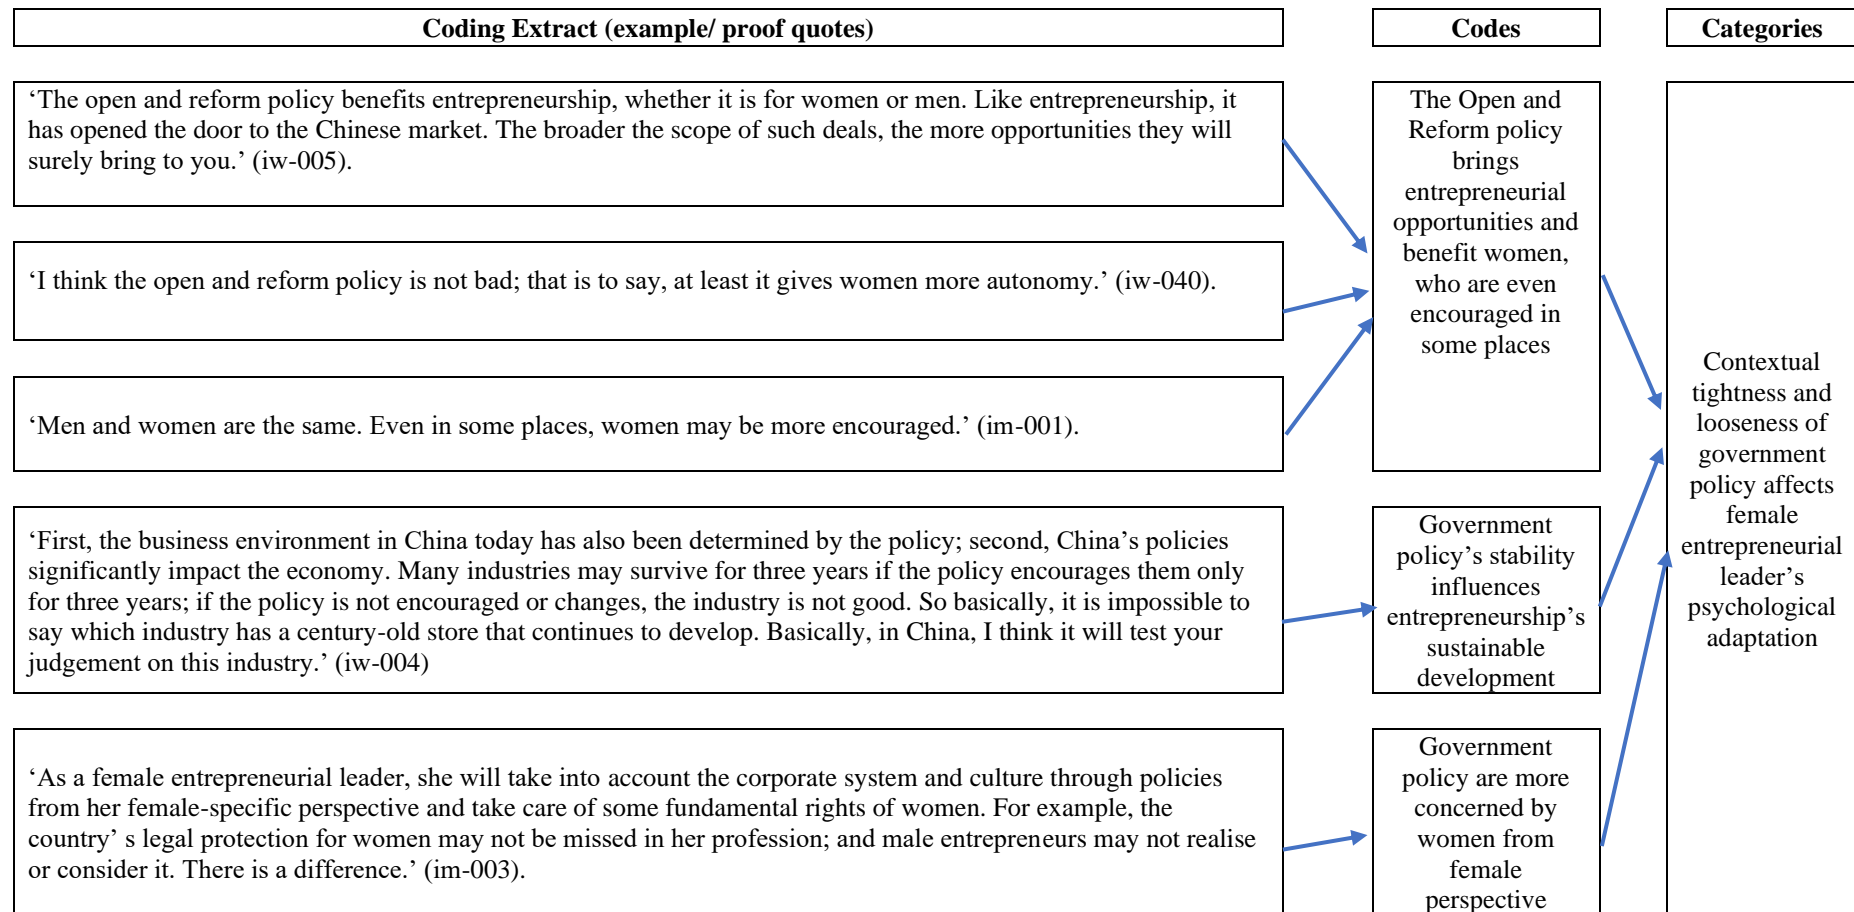 Coding Extract (example/ proof quotes)
Codes
Categories
‘The open and reform policy benefits entrepreneurship, whether it is for women or men. Like entrepreneurship, it
has opened the door to the Chinese market. The broader the scope of such deals, the more opportunities they will
surely bring to you.’ (iw-005).
‘I think the open and reform policy is not bad; that is to say, at least it gives women more autonomy.’ (iw-040).
‘Men and women are the same. Even in some places, women may be more encouraged.’ (im-001).
The Open and
Reform policy
brings
entrepreneurial
opportunities and
benefit women,
who are even
encouraged in
some places
‘First, the business environment in China today has also been determined by the policy; second, China’s policies
significantly impact the economy. Many industries may survive for three years if the policy encourages them only
for three years; if the policy is not encouraged or changes, the industry is not good. So basically, it is impossible to
say which industry has a century-old store that continues to develop. Basically, in China, I think it will test your
judgement on this industry.’ (iw-004)
Government
policy’s stability
influences
entrepreneurship’s
sustainable
development
‘As a female entrepreneurial leader, she will take into account the corporate system and culture through policies
from her female-specific perspective and take care of some fundamental rights of women. For example, the
country’ s legal protection for women may not be missed in her profession; and male entrepreneurs may not realise
or consider it. There is a difference.’ (im-003).
Government
policy are more
concerned by
women from
female
perspective
Contextual
tightness and
looseness of
government
policy affects
female
entrepreneurial
leader’s
psychological
adaptation